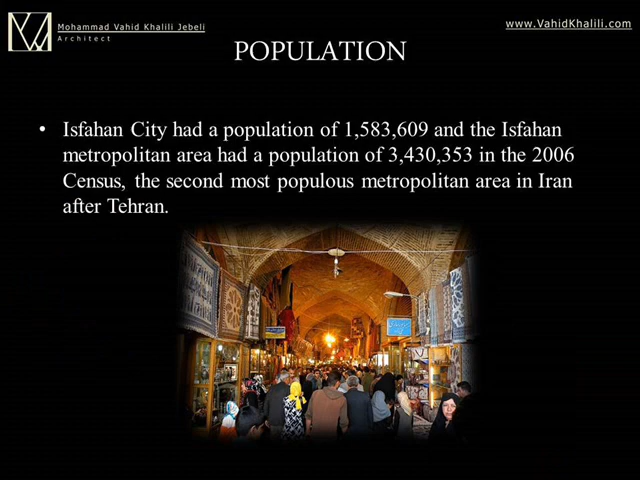 Mohammad Vahid Khalili Jebeli
Architect
www.VahidKhalili.com
POPULATION
• Isfahan City had a population of 1,583,609 and the Isfahan
metropolitan area had a population of 3,430,353 in the 2006
Census, the second most populous metropolitan area in Iran
after Tehran.